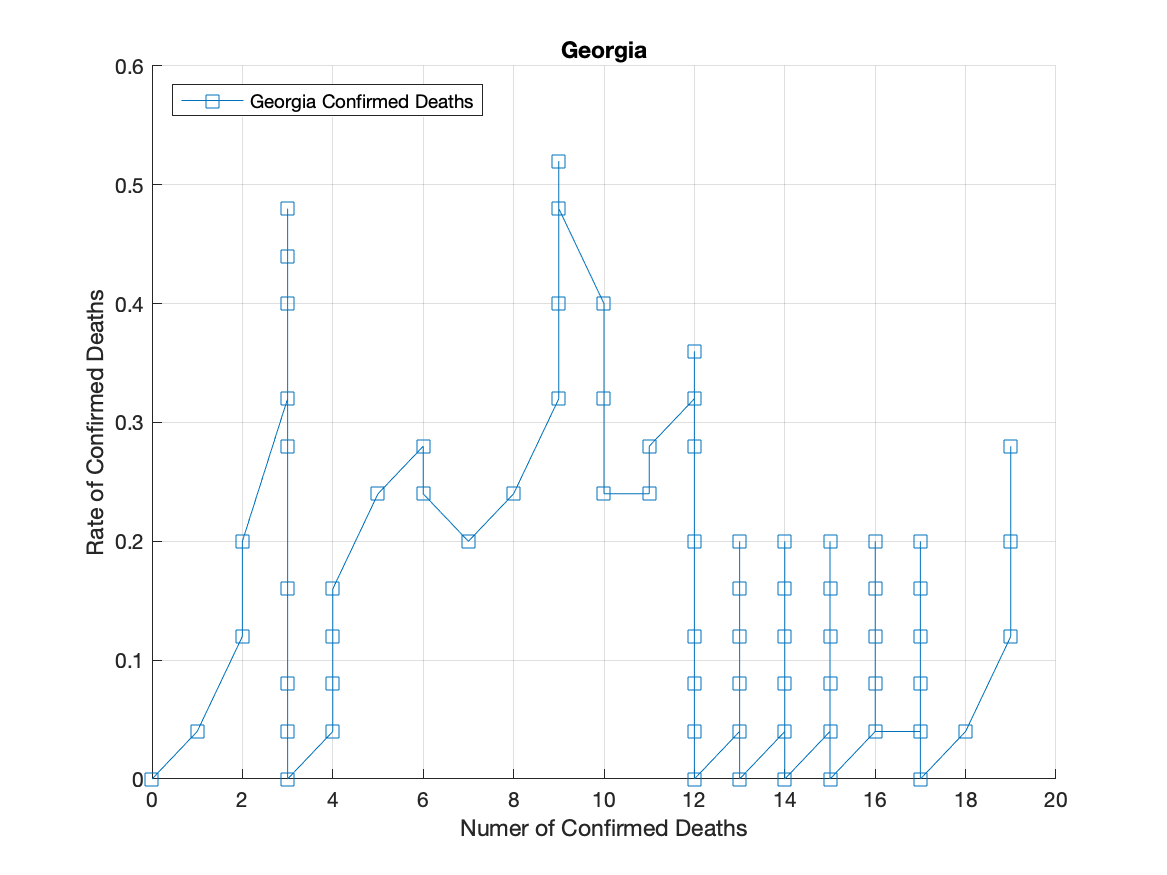 Georgia
Georgia Confirmed Deaths
0.6
0.5
0.4
0.3
0.2
0.1
0
Rate of Confirmed Deaths
0 2 4 6 8 10 12 14 16 18 20
Numer of Confirmed Deaths